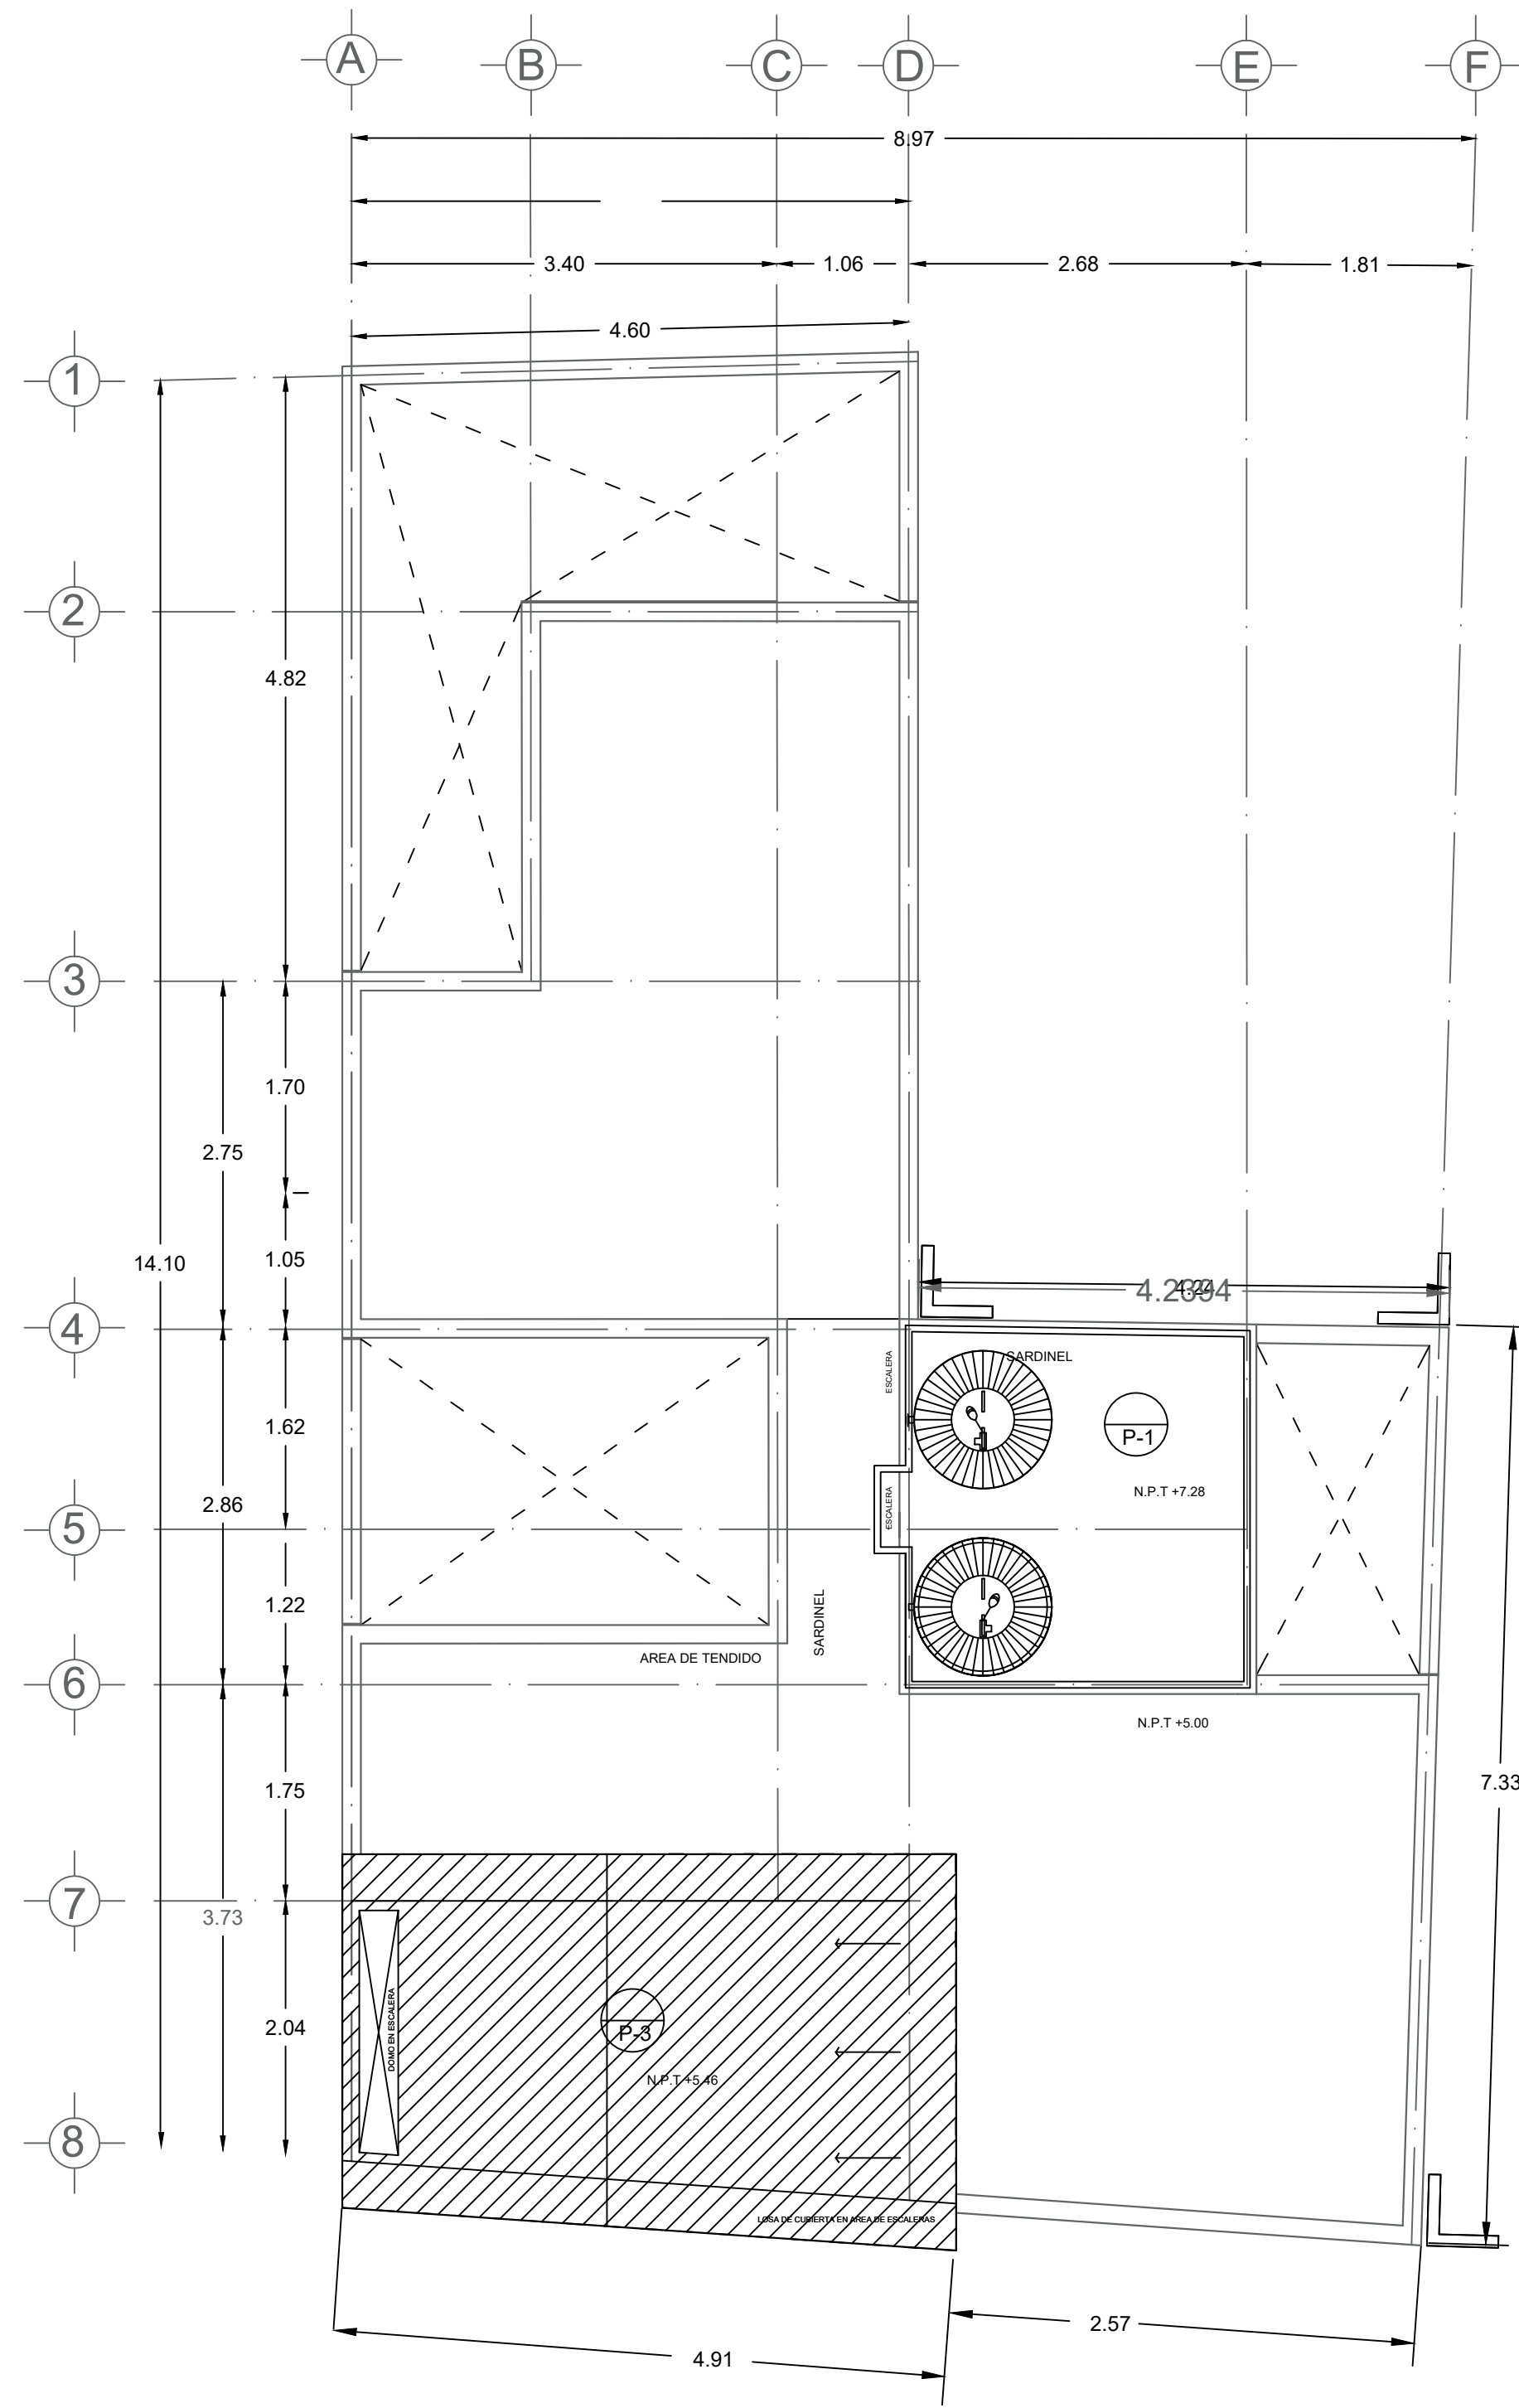 A
B
C
D
E
F
8.97
3.40
1.06
2.68
1.81
4.60
1
2
4.82
3
1.70
2.75
1.05
14.10
4
4.24
SARDINEL
ESCALERA
P-1
1.62
N.P.T +7.28
2.86
ESCALERA
5
1.22
SARDINEL
AREA DE TENDIDO
6
N.P.T +5.00
1.75
7.33
7
3.73
DOMO EN ESCALERA
2.04
P-3
N.P.T +5.46
8
LOSA DE CUBIERTA EN AREA DE ESCALERAS
2.57
4.91